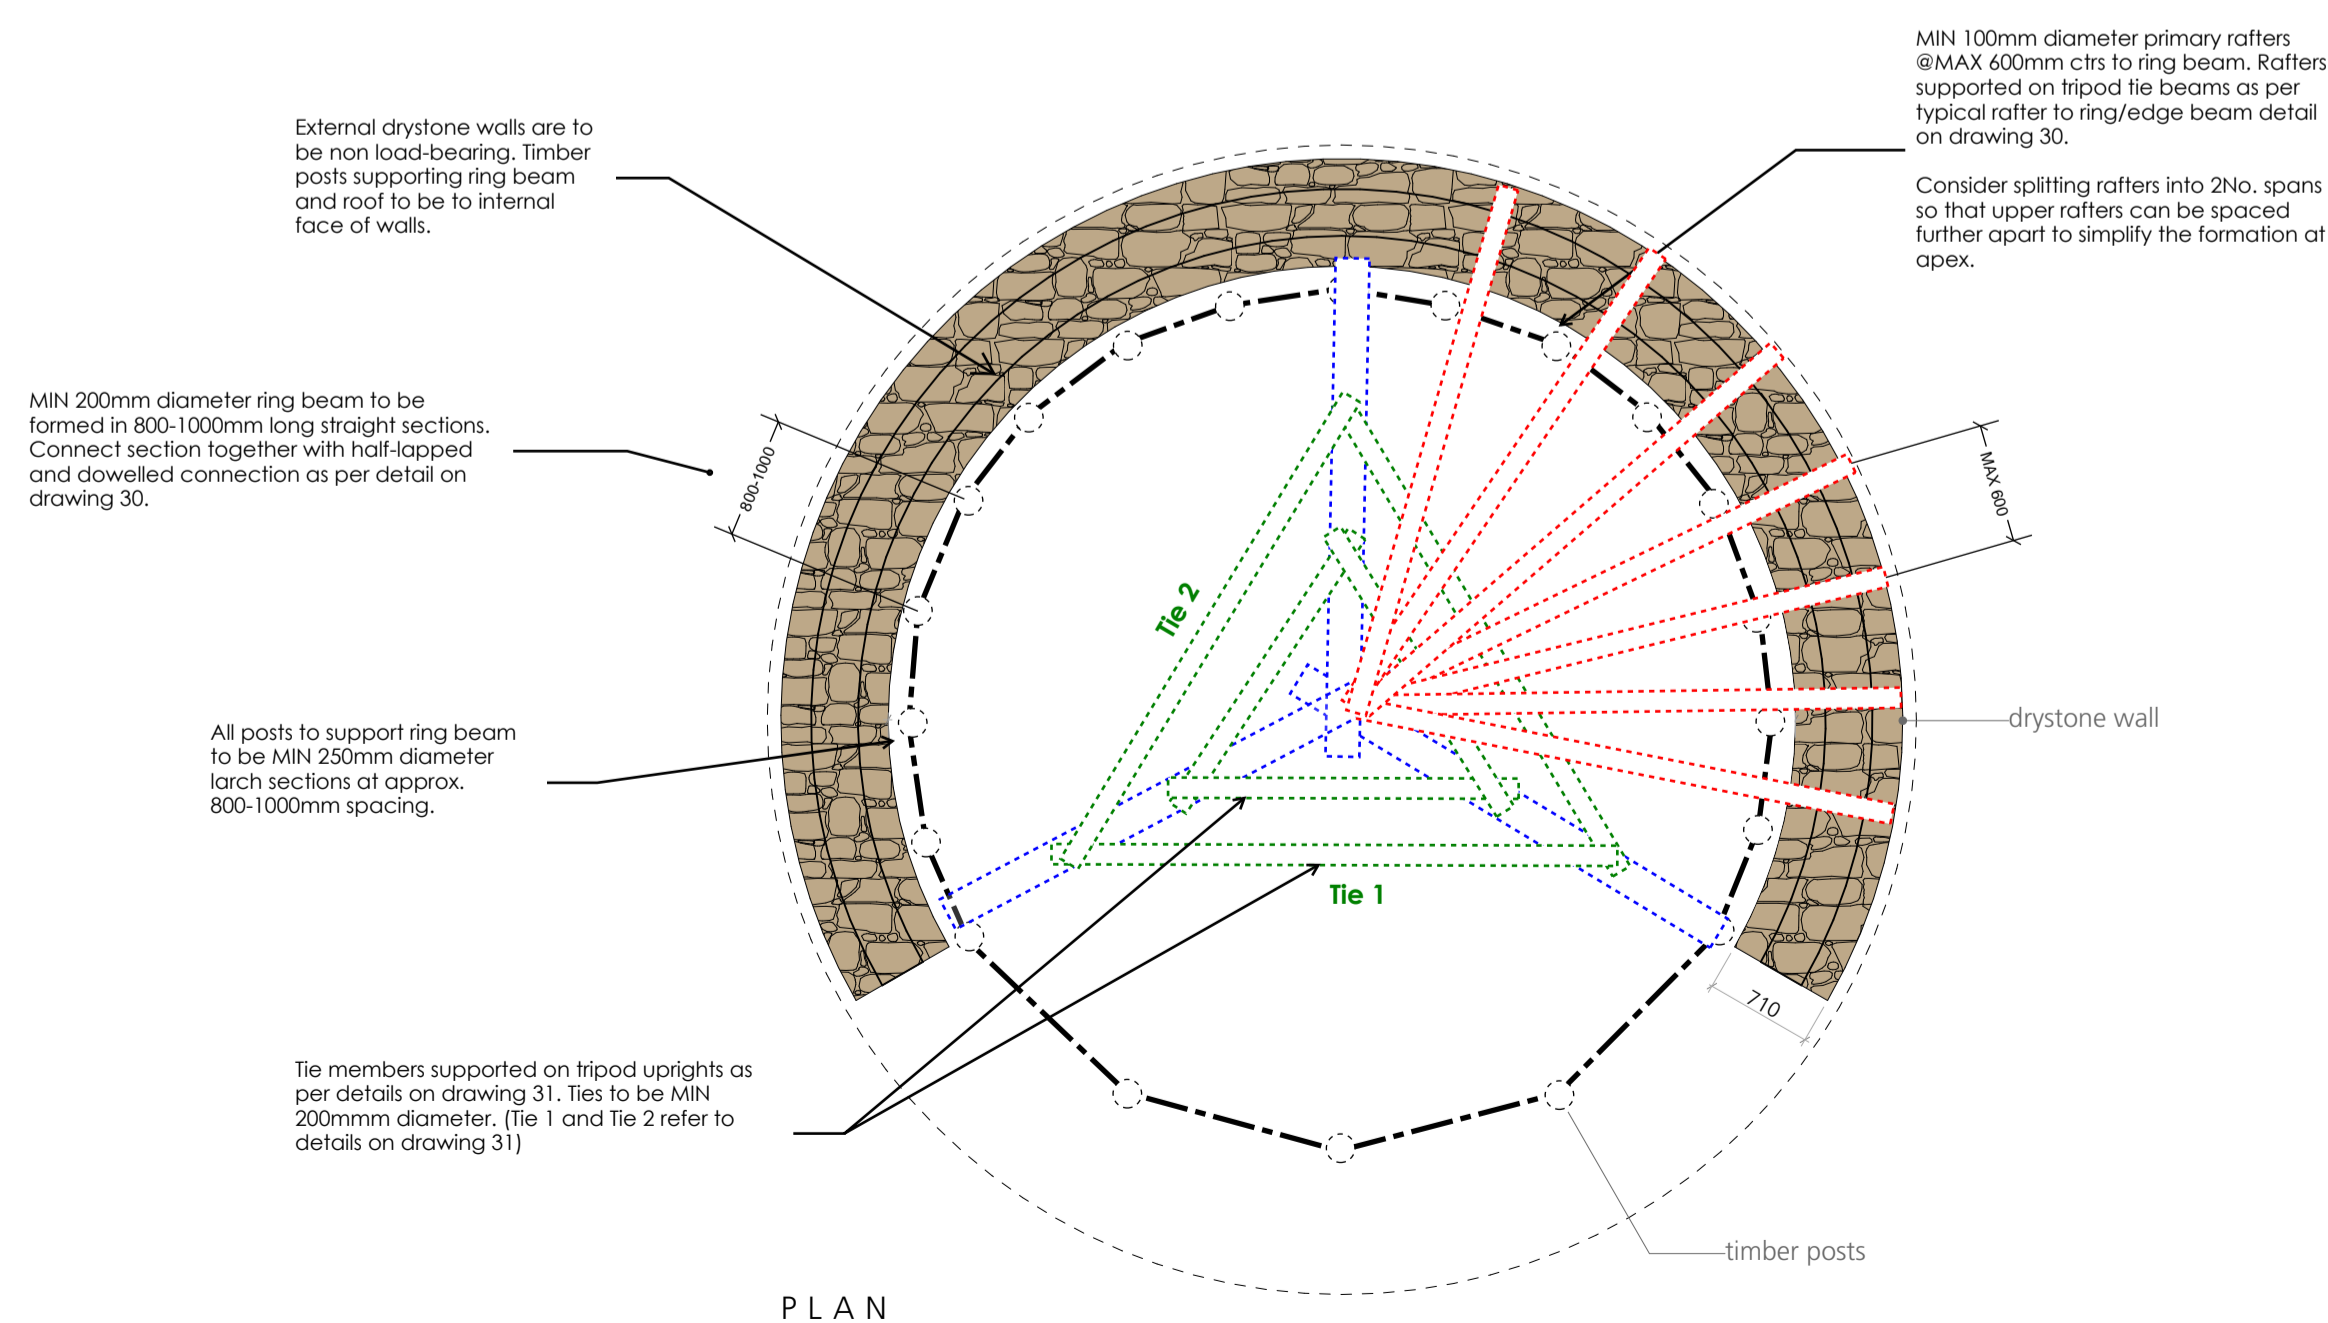 MIN 100mm diameter primary rafters
@MAX 600mm ctrs to ring beam. Rafters
supported on tripod tie beams as per
typical rafter to ring/edge beam detail
on drawing 30.
Consider splitting rafters into 2No. spans
so that upper rafters can be spaced
further apart to simplify the formation at
apex.
External drystone walls are to
be non load-bearing. Timber
posts supporting ring beam
and roof to be to internal
face of walls.
MIN 200mm diameter ring beam to be
formed in 800-1000mm long straight sections.
Connect section together with half-lapped
and dowelled connection as per detail on
drawing 30.
800-1000
MAX 600
Tie 2
drystone wall
All posts to support ring beam
to be MIN 250mm diameter
larch sections at approx.
800-1000mm spacing.
Tie 1
710
Tie members supported on tripod uprights as
per details on drawing 31. Ties to be MIN
200mmm diameter. (Tie 1 and Tie 2 refer to
details on drawing 31)
timber posts
PLAN